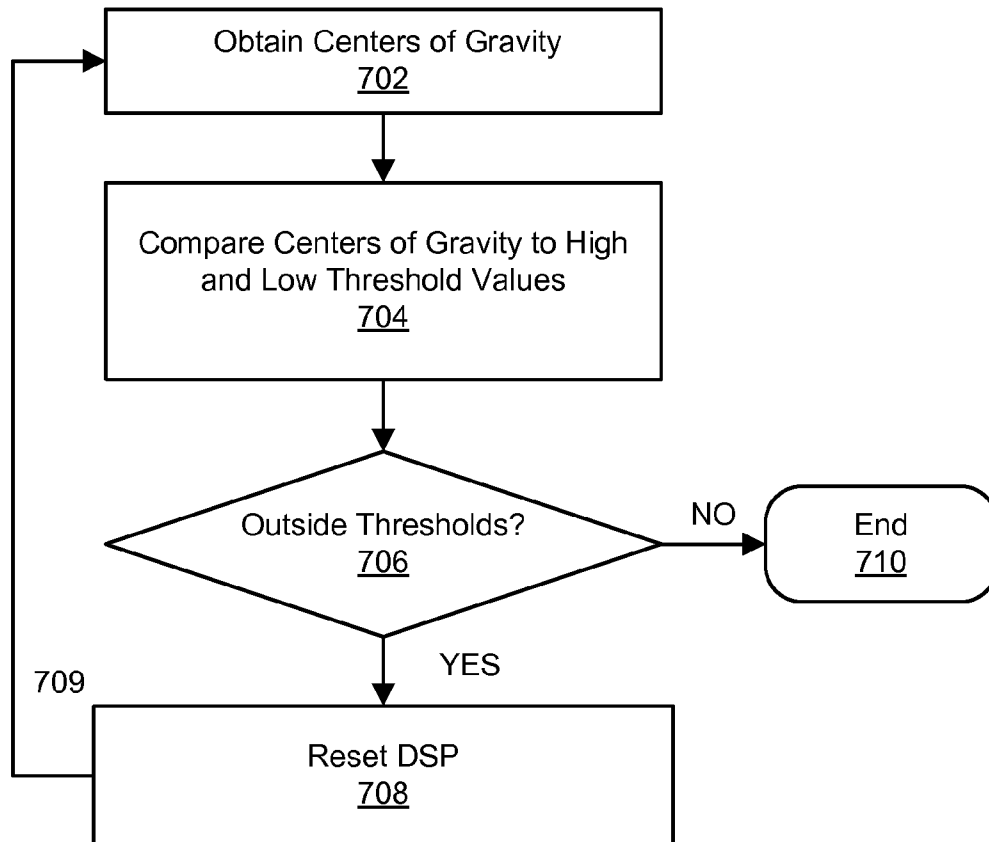 Obtain Centers of Gravity
702
Compare Centers of Gravity to High
and Low Threshold Values
704
Outside Thresholds?
706
NO
End
710
YES
709
Reset DSP
708